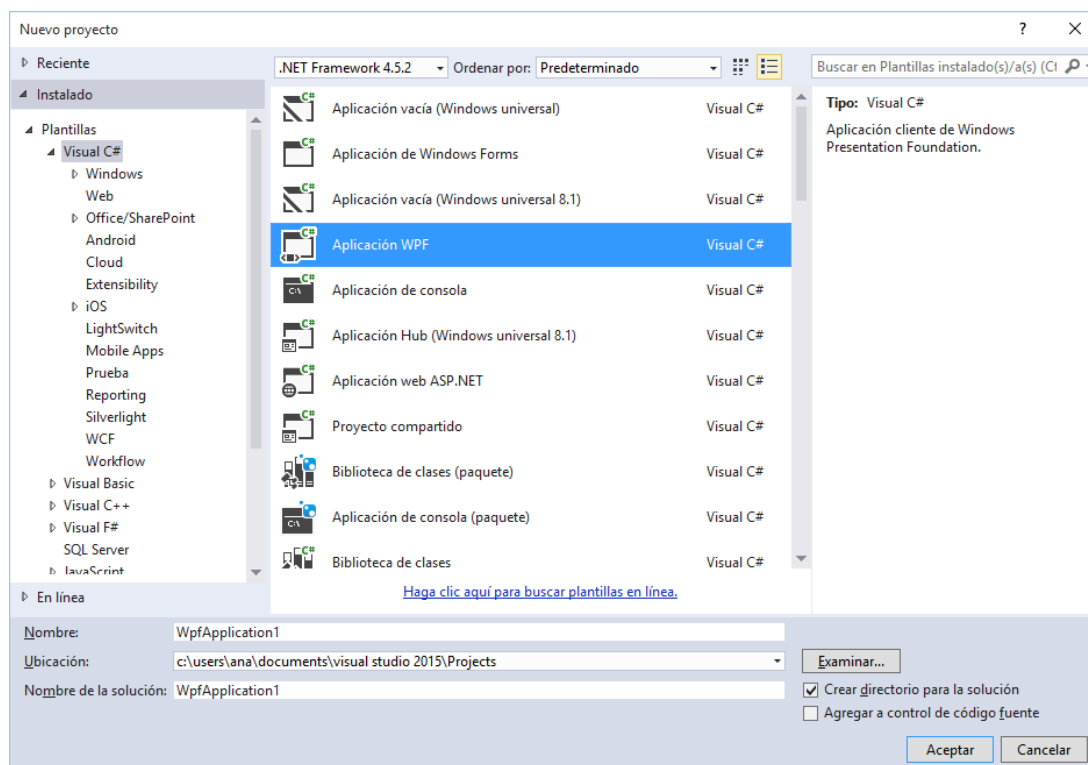 Nuevo proyecto
Reciente
.NET Framework 4.5.2 Ordenar por: Predeterminado
Buscar en Plantillas instalado(s)/a(s) (Ct
Instalado
Plantillas
Visual C#
Windows
Web
Office/SharePoint
Android
Cloud
Extensibility
iOS
LightSwitch
Mobile Apps
Prueba
Reporting
Silverlight
WCF
Workflow
Visual Basic
Visual C++
Visual F#
SQL Server
JavaScript
En línea
Aplicación vacía (Windows universal) Visual C#
Aplicación de Windows Forms Visual C#
Aplicación vacía (Windows universal 8.1) Visual C#
Aplicación WPF Visual C#
Aplicación de consola Visual C#
Aplicación Hub (Windows universal 8.1) Visual C#
Aplicación web ASP.NET Visual C#
Proyecto compartido Visual C#
Biblioteca de clases (paquete) Visual C#
Aplicación de consola (paquete) Visual C#
Biblioteca de clases Visual C#
Haga clic aquí para buscar plantillas en línea.
Tipo: Visual C#
Aplicación cliente de Windows
Presentation Foundation.
Nombre: WpfApplication1
Ubicación: c:\users\ana\documents\visual studio 2015\Projects
Examinar...
Nombre de la solución: WpfApplication1
Crear directorio para la solución
Agregar a control de código fuente
Aceptar
Cancelar